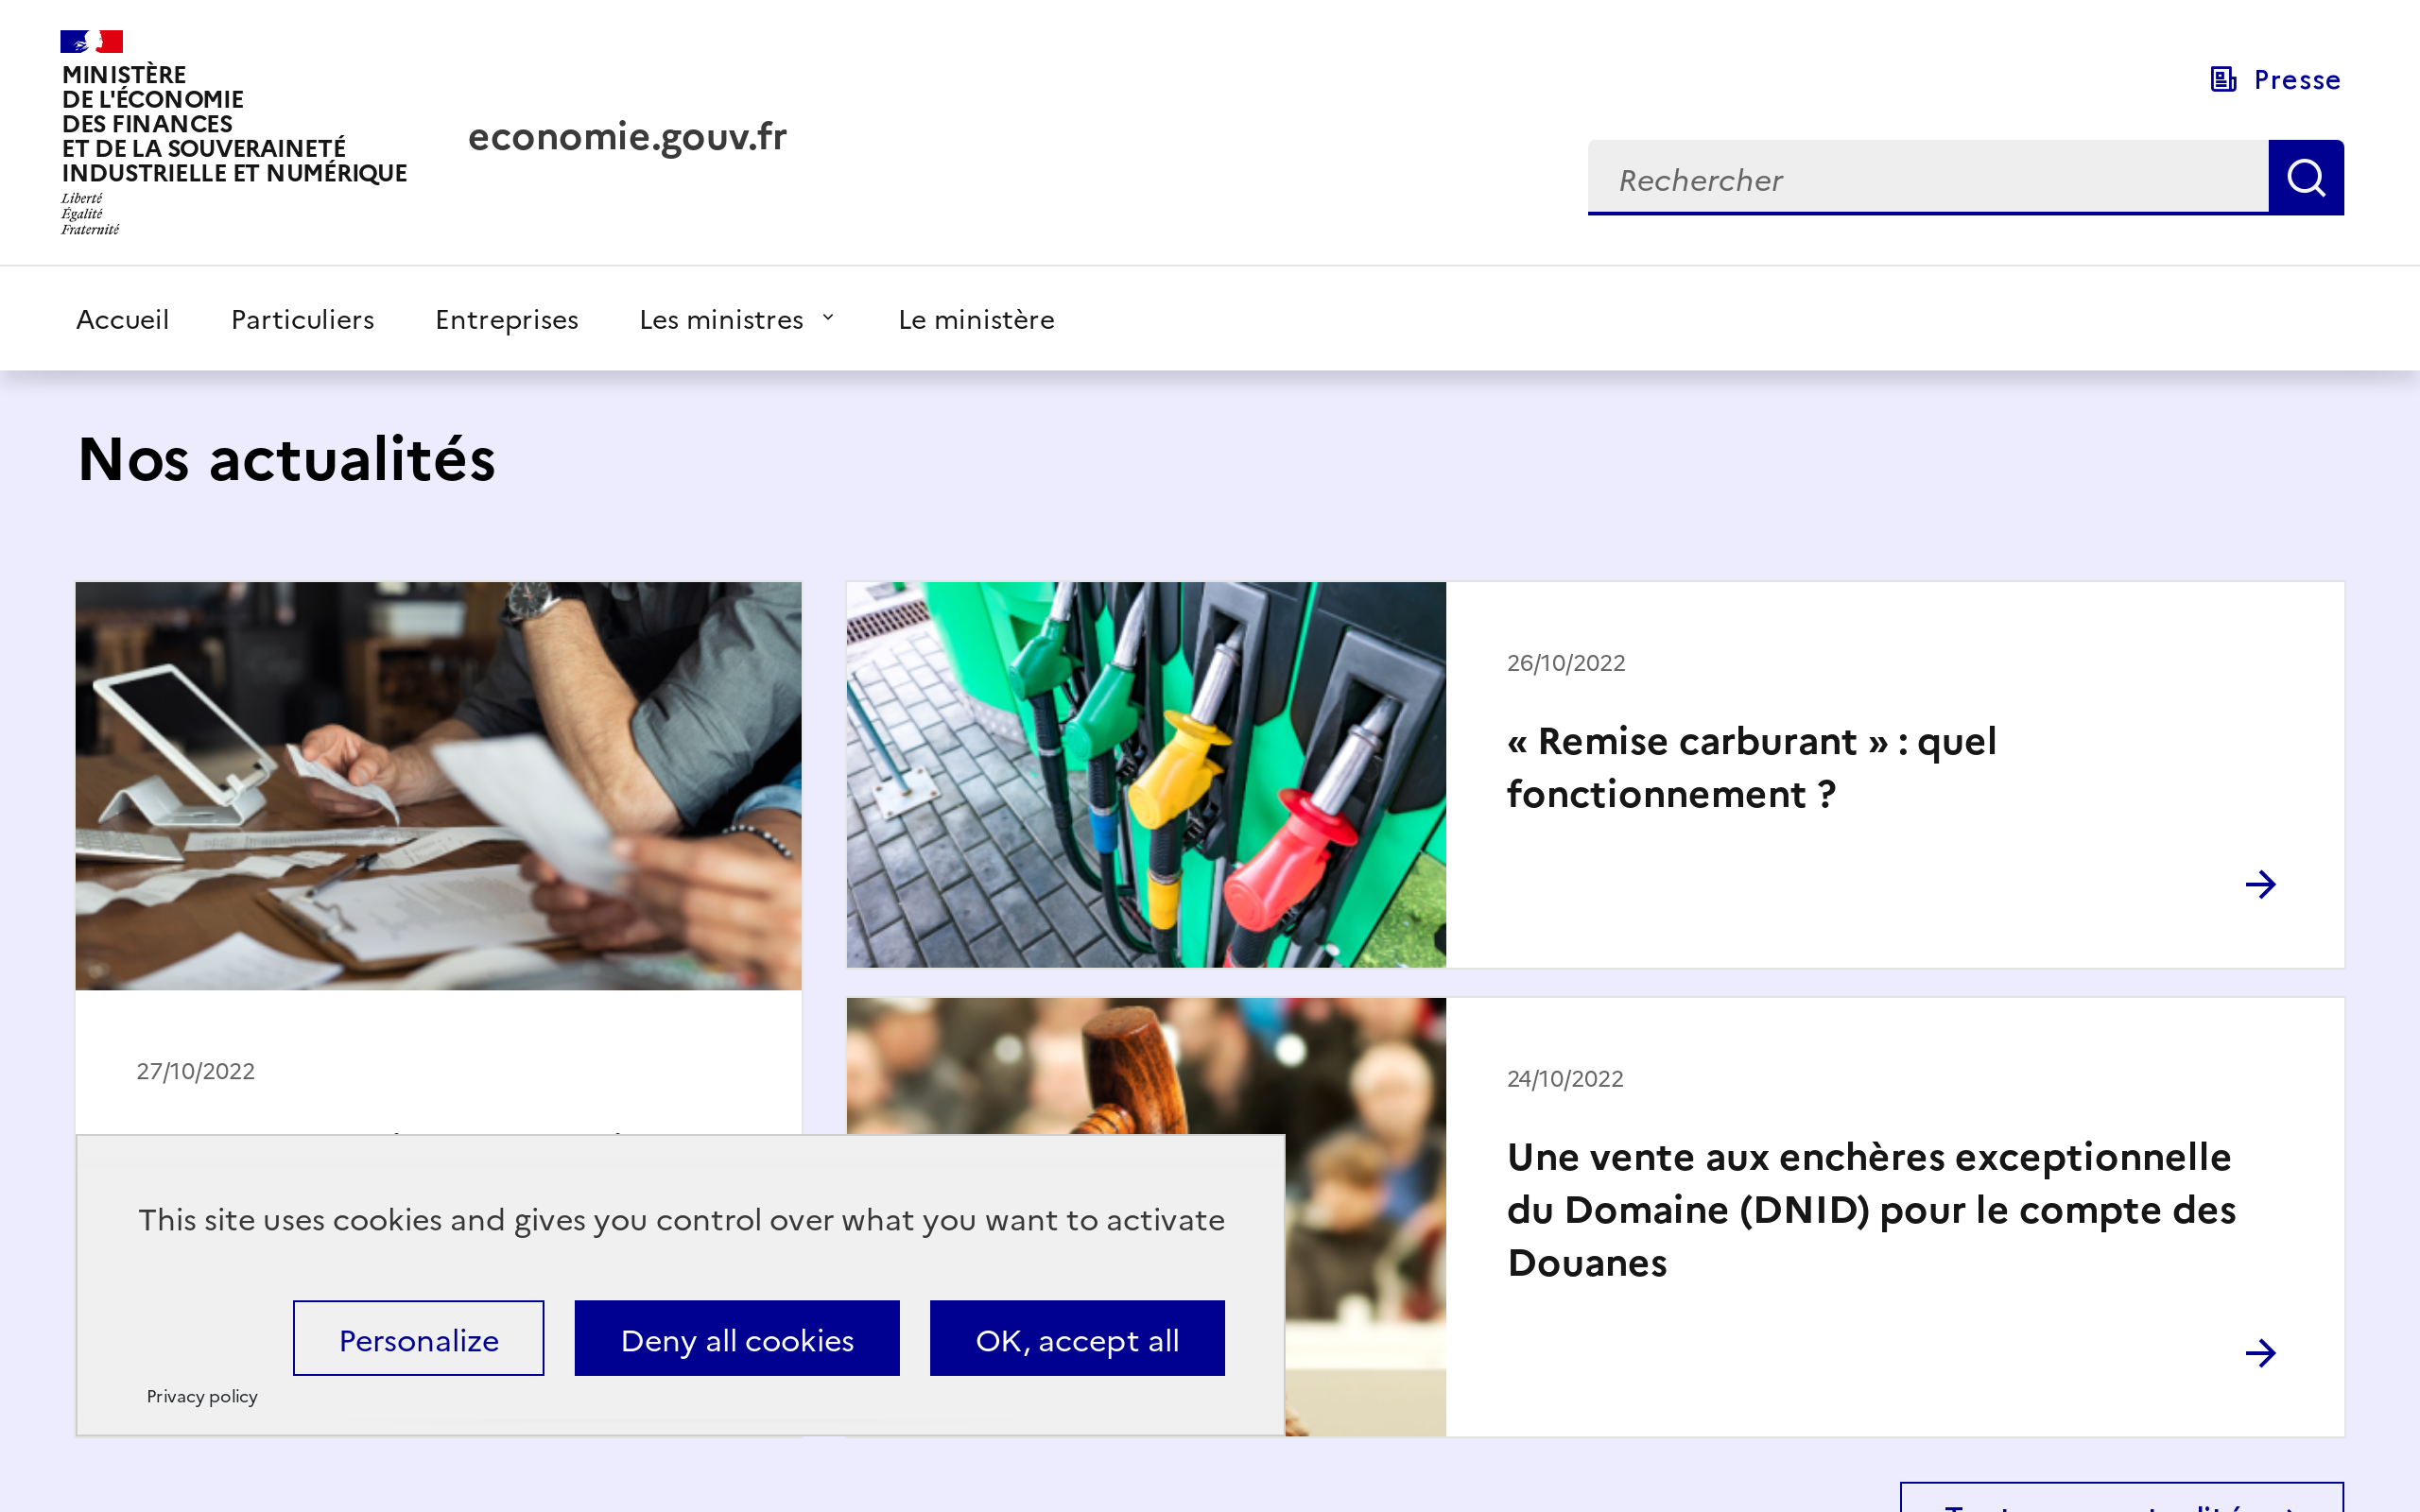 MINISTÈRE
DE L'ÉCONOMIE
DES FINANCES
ET DE LA SOUVERAINETÉ
INDUSTRIELLE ET NUMÉRIQUE
Liberté
Égalité
Fraternité
economie.gouv.fr
Presse
Rechercher
Accueil
Particuliers
Entreprises
Les ministres
Le ministère
Nos actualités
26/10/2022
« Remise carburant » : quel
fonctionnement ?
27/10/2022
24/10/2022
Une vente aux enchères exceptionnelle
du Domaine (DNID) pour le compte des
Douanes
This site uses cookies and gives you control over what you want to activate
Personalize
Deny all cookies
OK, accept all
Privacy policy